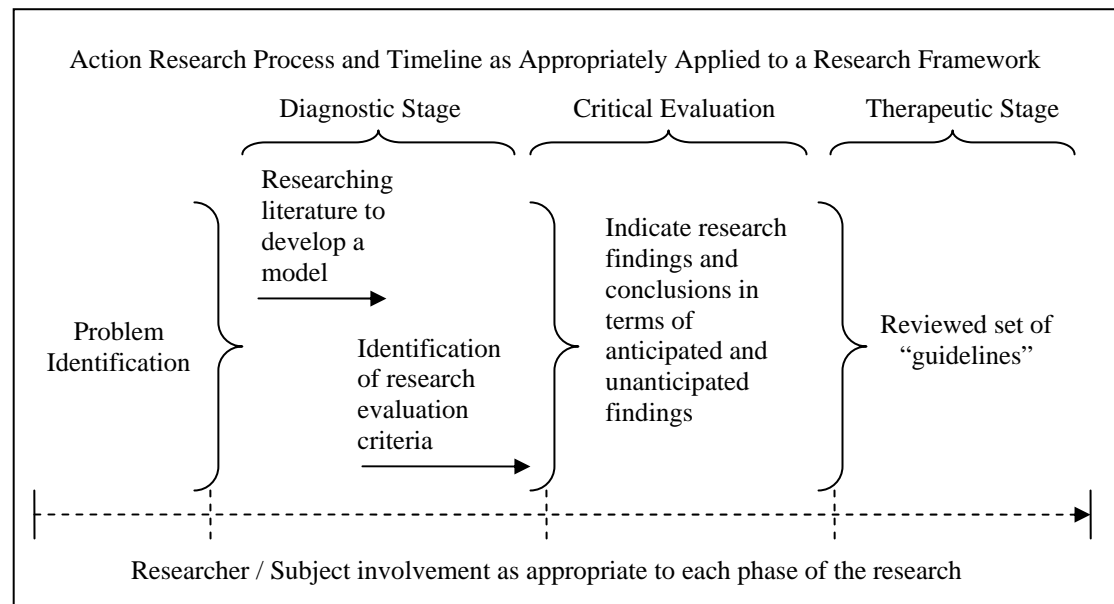 Action Research Process and Timeline as Appropriately Applied to a Research Framework
Diagnostic Stage
Critical Evaluation
Therapeutic Stage
Problem
Identification
Researching
literature to
develop a
model
Identification
of research
evaluation
criteria
Indicate research
findings and
conclusions in
terms of
anticipated and
unanticipated
findings
Reviewed set of
“guidelines”
Researcher / Subject involvement as appropriate to each phase of the research